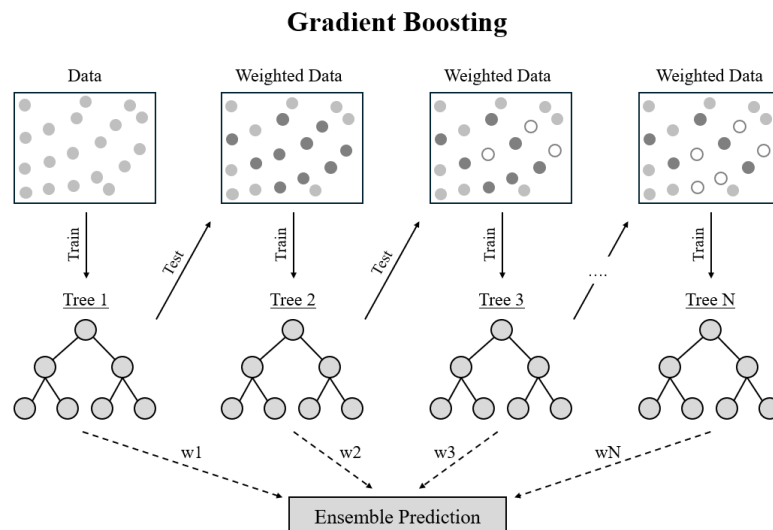 Gradient Boosting
Data
Weighted Data
Weighted Data
Weighted Data
Train
Test
Train
Test
Train
....
Train
Tree 1
Tree 2
Tree 3
Tree N
w1
w2
w3
wN
Ensemble Prediction